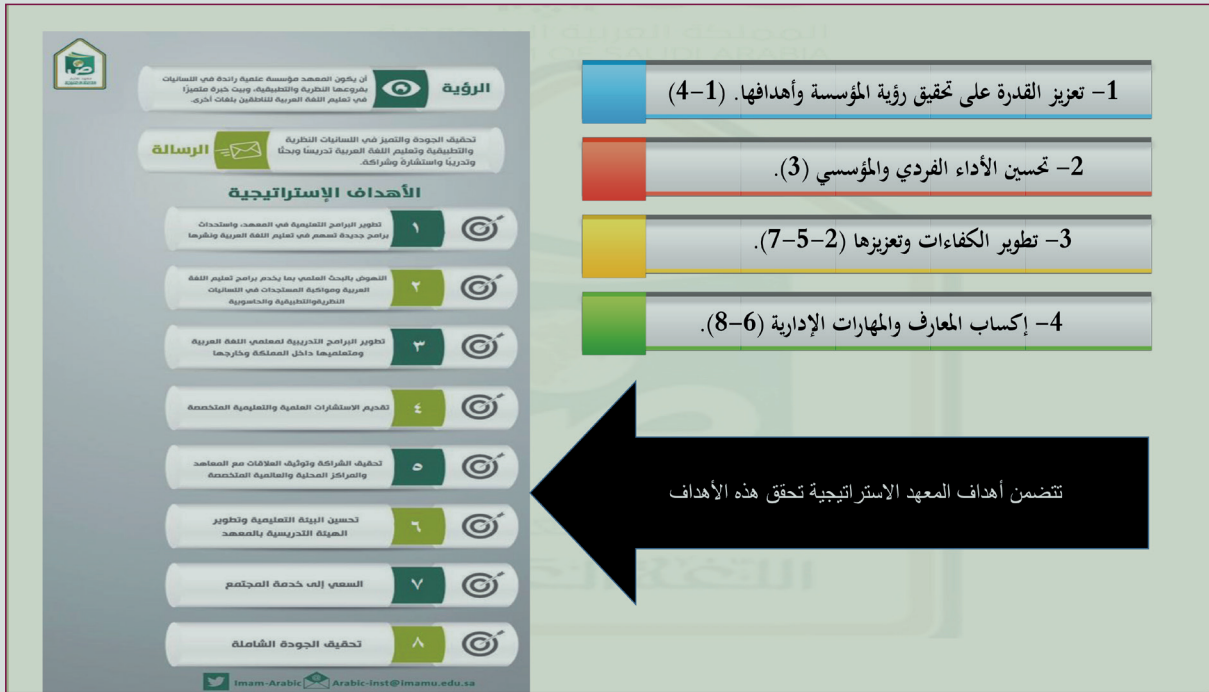 1- تعزيز القدرة على تحقيق رؤية المؤسسة وأهدافها. (1-4)
2- تحسين الأداء الفردي والمؤسسي (3).
3- تطوير الكفاءات وتعزيزها (2-5-7).
4- إكساب المعارف والمهارات الإدارية (6-8).
تتضمن أهداف المعهد الاستراتيجية تحقق هذه الأهداف
الرؤية
أن يكون المعهد مؤسسة علمية رائدة في اللسانيات
بفروعها النظرية والتطبيقية، وبيت خبرة متميزًا
في تعليم اللغة العربية للناطقين بلغات أخرى.
الرسالة
تحقيق الجودة والتميز في اللسانيات النظرية
والتطبيقية وتعليم اللغة العربية تدريسًا وبحثًا
وتدريبًا واستشارةً وشراكة.
الأهداف الإستراتيجية
١
تطوير البرامج التعليمية في المعهد، واستحداث
برامج جديدة تسهم في تعليم اللغة العربية ونشرها
٢
النهوض بالبحث العلمي بما يخدم برامج تعليم اللغة
العربية ومواكبة المستجدات في اللسانيات
النظريةوالتطبيقية والحاسوبية
٣
تطوير البرامج التدريبية لمعلمي اللغة العربية
ومتعلميها داخل المملكة وخارجها
٤
تقديم الاستشارات العلمية والتعليمية المتخصصة
٥
تحقيق الشراكة وتوثيق العلاقات مع المعاهد
والمراكز المحلية والعالمية المتخصصة
٦
تحسين البيئة التعليمية وتطوير
الهيئة التدريسية بالمعهد
٧
السعي إلى خدمة المجتمع
٨
تحقيق الجودة الشاملة
Imam-Arabic Arabic-inst@imamu.edu.sa